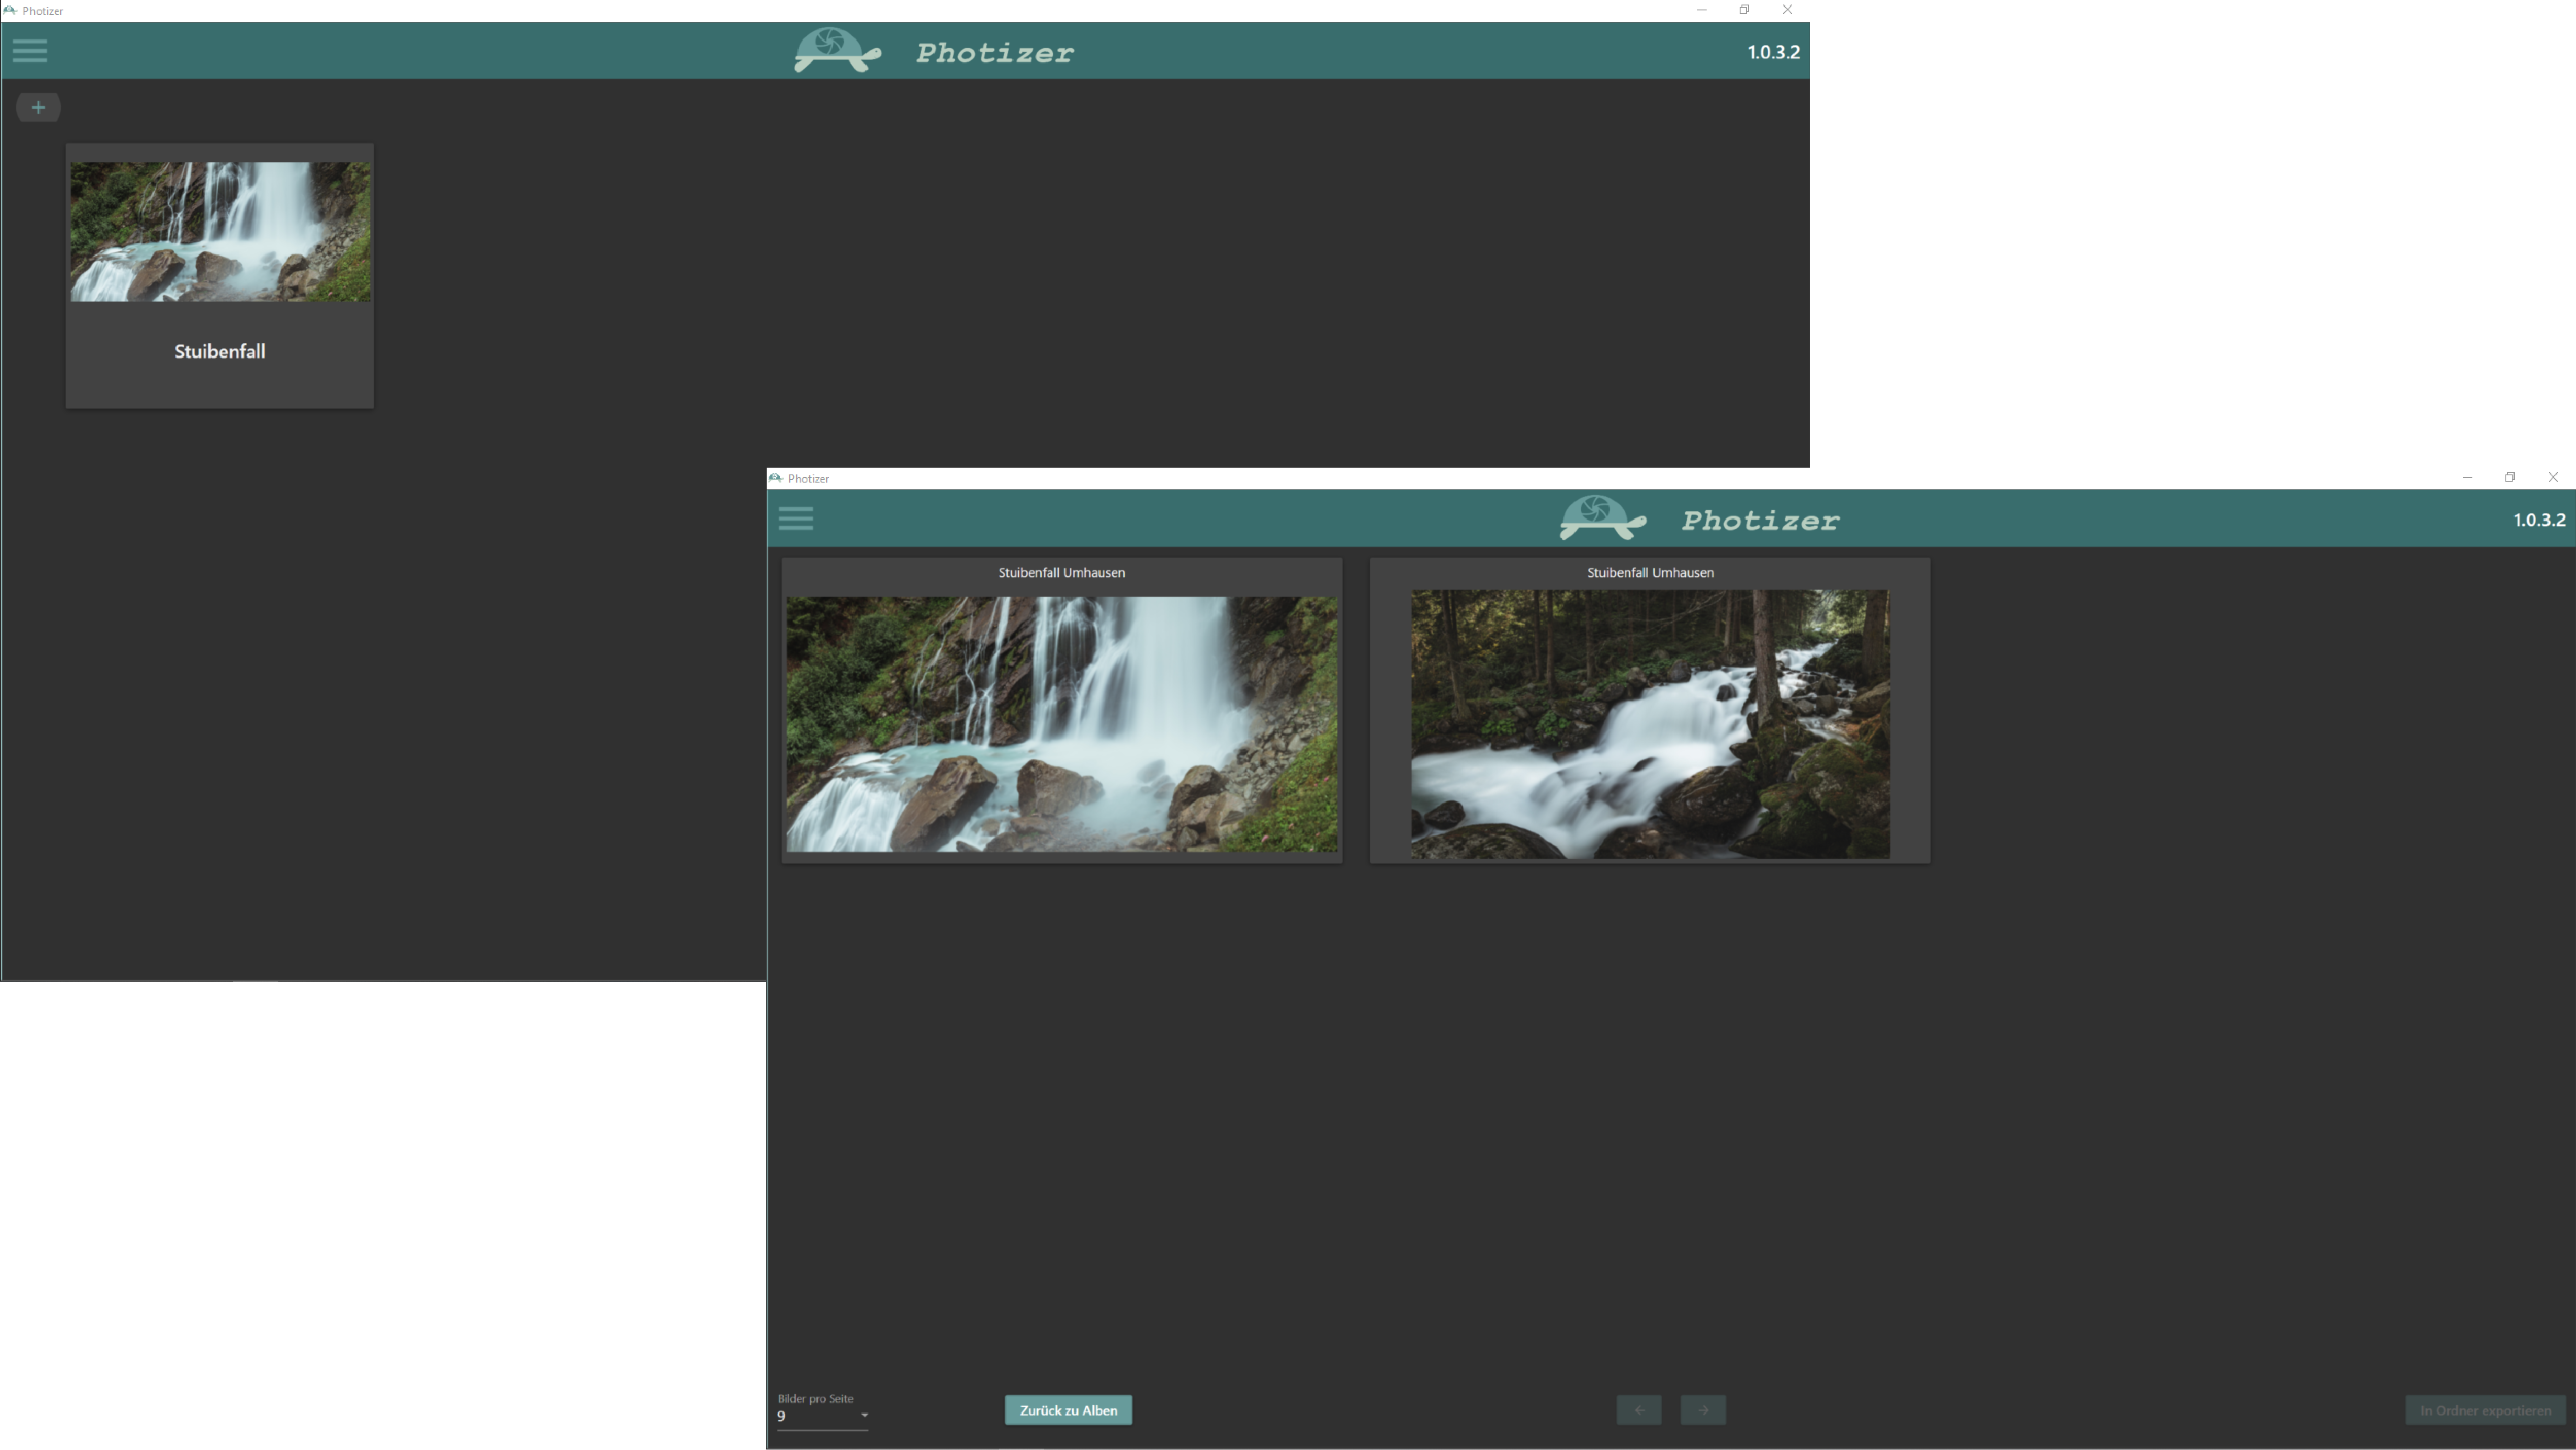 Photizer
Photizer
1.0.3.2
+
Stuibenfall
Photizer
Photizer
1.0.3.2
Stuibenfall Umhausen
Stuibenfall Umhausen
Bilder pro Seite
9
Zurück zu Alben
In Ordner exportieren